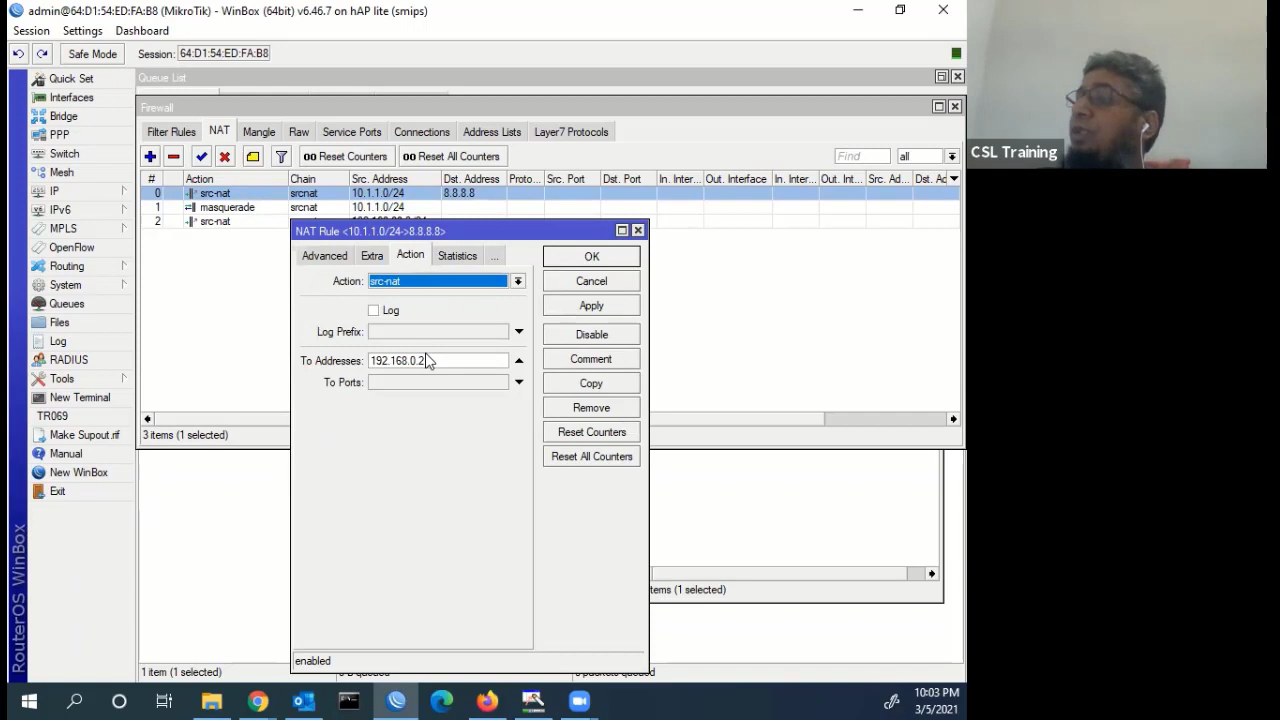 admin@64:D1:54:ED:FA:B8 (MikroTik) - WinBox (64bit) v6.46.7 on hAP lite (smips)
Session Settings Dashboard
Safe Mode Session: 64:D1:54:ED:FA:B8
Quick Set
Interfaces
Bridge
PPP
Switch
Mesh
IP
IPv6
MPLS
OpenFlow
Routing
System
Queues
Files
Log
RADIUS
Tools
New Terminal
TR069
Make Supout.rif
Manual
New WinBox
Exit
RouterOS WinBox
Queue List
Firewall
Filter Rules NAT Mangle Raw Service Ports Connections Address Lists Layer7 Protocols
00 Reset Counters 00 Reset All Counters Find all
# Action Chain Src. Address Dst. Address Proto... Src. Port Dst. Port In. Inter... Out. Interface In. Inter... Out. Int... Src. Ad... Dst. Ad
0 src-nat srcnat 10.1.1.0/24 8.8.8.8
1 masquerade srcnat 10.1.1.0/24
2 src-nat srcnat
3 items (1 selected)
NAT Rule <10.1.1.0/24->8.8.8.8>
Advanced Extra Action Statistics ...
Action: src-nat
Log
Log Prefix:
To Addresses: 192.168.0.2
To Ports:
OK
Cancel
Apply
Disable
Comment
Copy
Remove
Reset Counters
Reset All Counters
enabled
tems (1 selected)
1 item (1 selected)
CSL Training
10:03 PM
3/5/2021